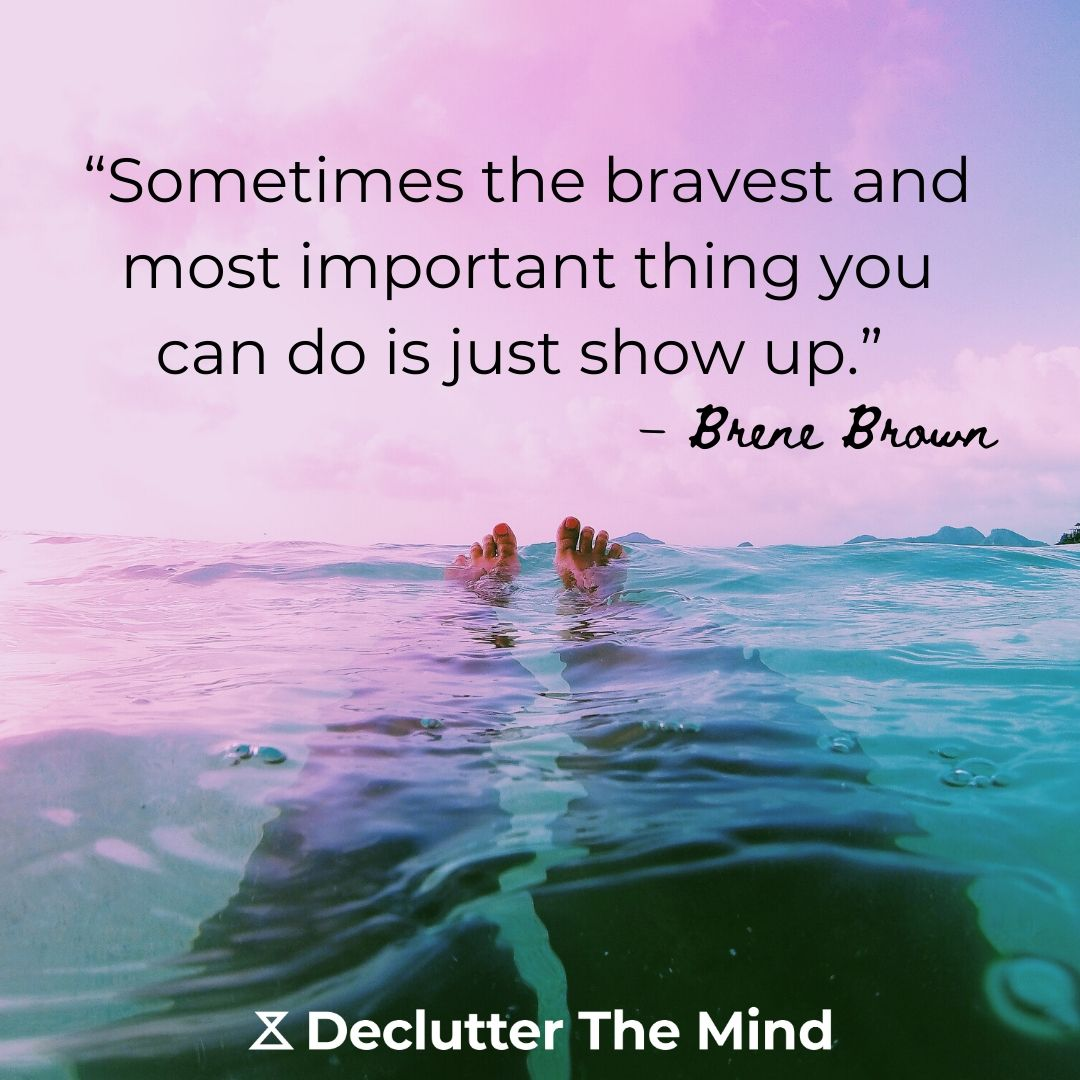 “Sometimes the bravest and
most important thing you
can do is just show up.”
– Brene Brown
Declutter The Mind